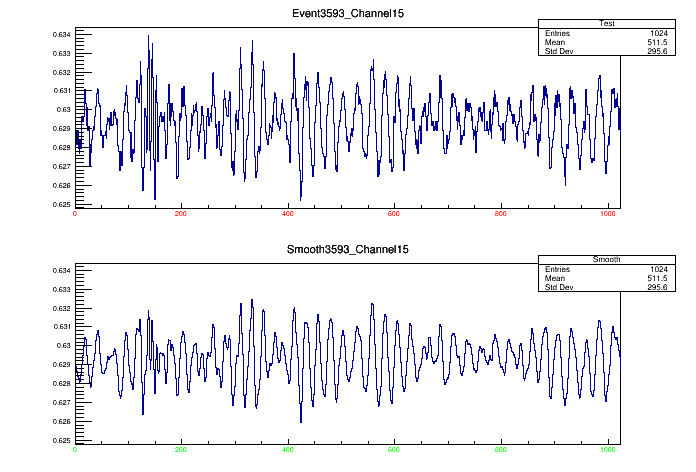 Event3593_Channel15
Test
Entries 1024
Mean 511.5
Std Dev 295.6
0.634
0.633
0.632
0.631
0.63
0.629
0.628
0.627
0.626
0.625
0 200 400 600 800 1000
Smooth3593_Channel15
Smooth
Entries 1024
Mean 511.5
Std Dev 295.6
0.634
0.633
0.632
0.631
0.63
0.629
0.628
0.627
0.626
0.625
0 200 400 600 800 1000